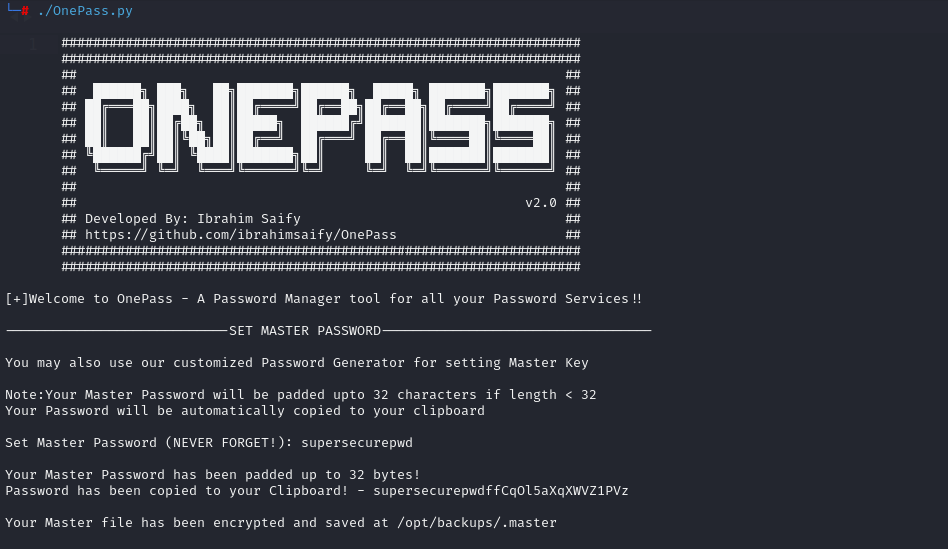 └─# ./OnePass.py
#################################################################
#################################################################
## ##
## ONEPASS ##
## ##
## v2.0 ##
## Developed By: Ibrahim Saify ##
## https://github.com/ibrahimsaify/OnePass ##
#################################################################
#################################################################
[+]Welcome to OnePass - A Password Manager tool for all your Password Services!!
----------------------------SET MASTER PASSWORD----------------------------------
You may also use our customized Password Generator for setting Master Key
Note:Your Master Password will be padded upto 32 characters if length < 32
Your Password will be automatically copied to your clipboard
Set Master Password (NEVER FORGET!): supersecurepwd
Your Master Password has been padded up to 32 bytes!
Password has been copied to your Clipboard! - supersecurepwdffCqOl5aXqXWVZ1PVz
Your Master file has been encrypted and saved at /opt/backups/.master